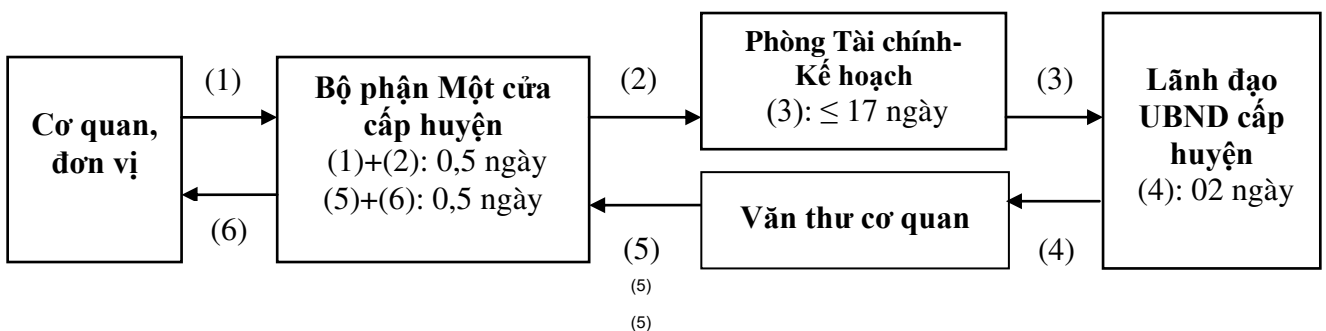 Cơ quan,
đơn vị
(1)
Bộ phận Một cửa
cấp huyện
(1)+(2): 0,5 ngày
(5)+(6): 0,5 ngày
(2)
Phòng Tài chính-
Kế hoạch
(3): ≤ 17 ngày
(3)
Lãnh đạo
UBND cấp
huyện
(4): 02 ngày
(4)
Văn thư cơ quan
(5)
(5)
(5)
(6)